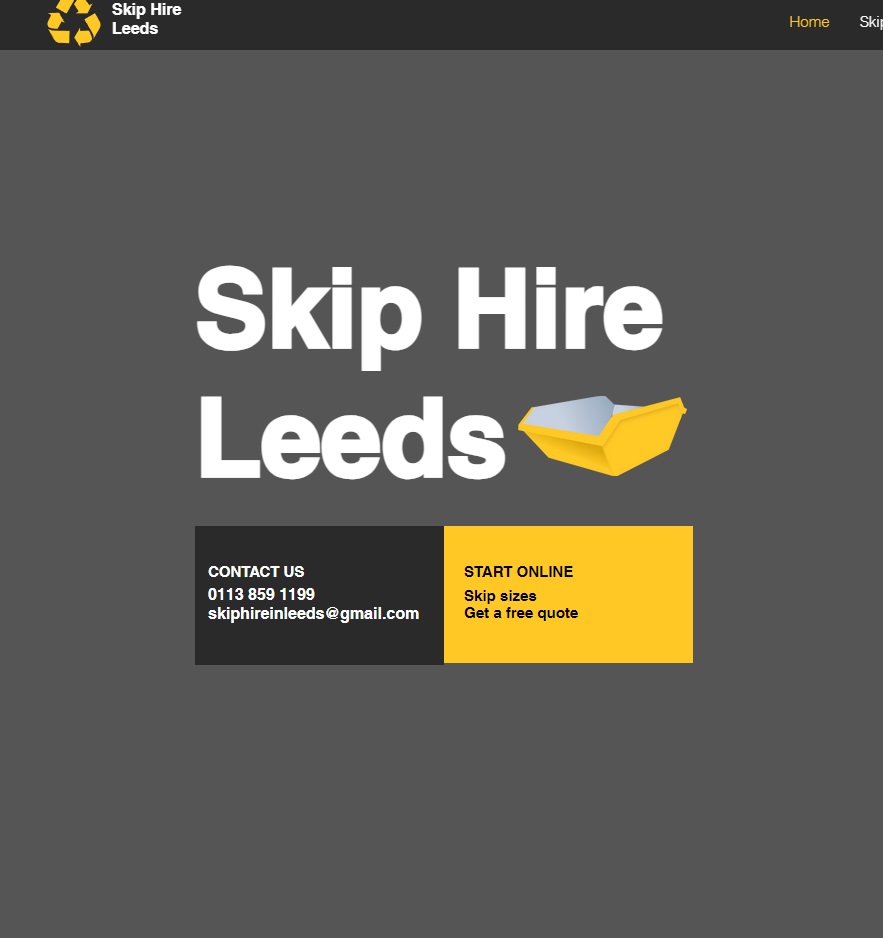 Skip Hire
Leeds
Home
Skip Hire
Leeds
CONTACT US
0113 859 1199
skiphireinleeds@gmail.com
START ONLINE
Skip sizes
Get a free quote